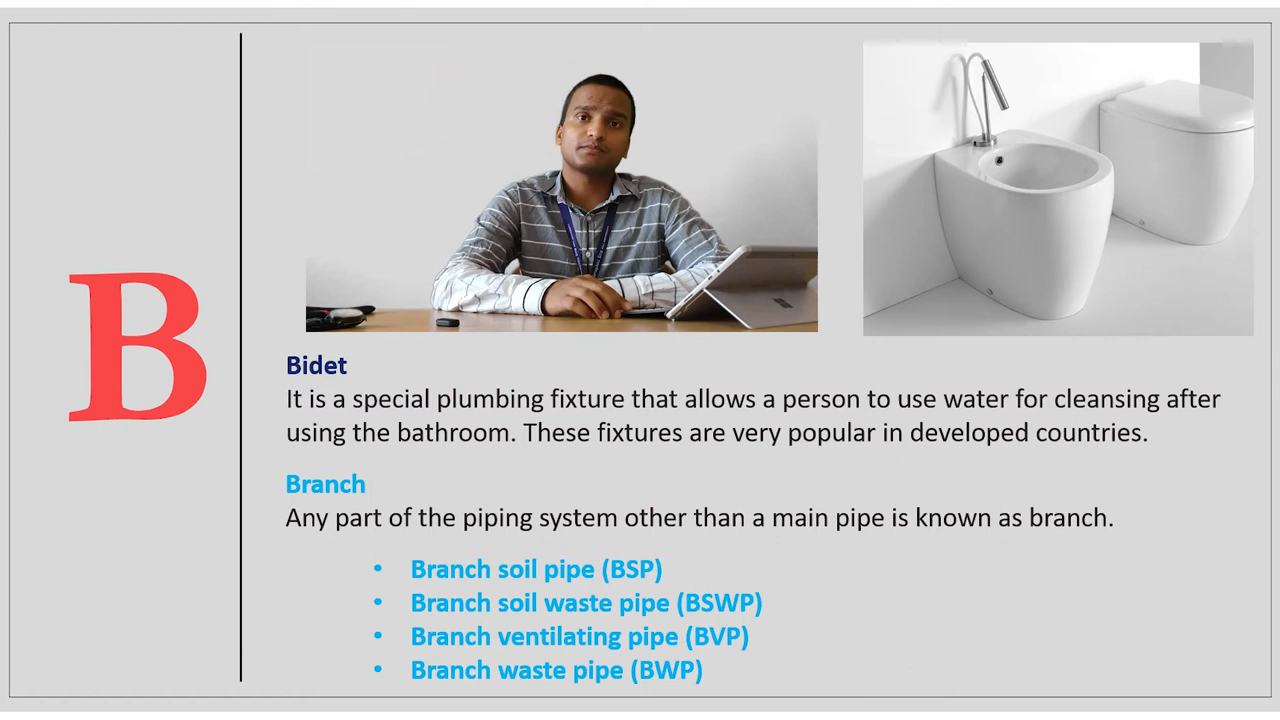 B
Bidet
It is a special plumbing fixture that allows a person to use water for cleansing after
using the bathroom. These fixtures are very popular in developed countries.
Branch
Any part of the piping system other than a main pipe is known as branch.
• Branch soil pipe (BSP)
• Branch soil waste pipe (BSWP)
• Branch ventilating pipe (BVP)
• Branch waste pipe (BWP)